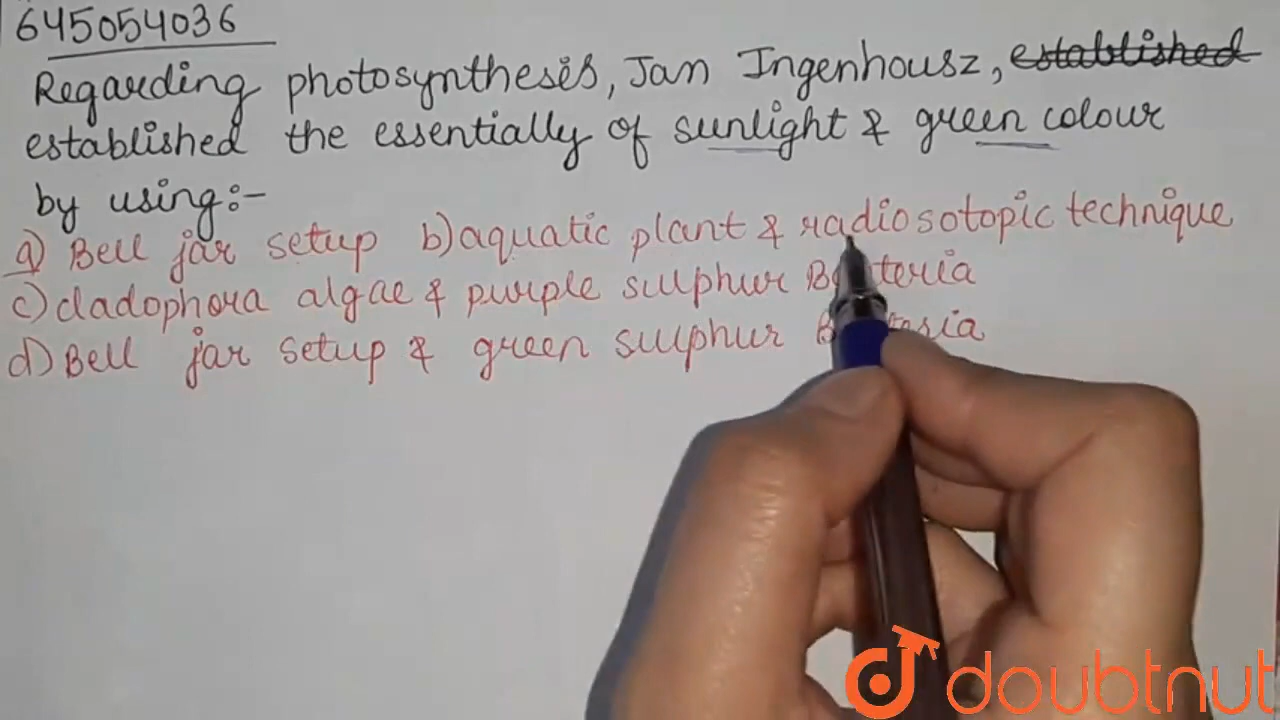 645054036
Regarding photosynthesis, Jan Ingenhousz, established
established the essentially of sunlight & green colour
by using:-
a) Bell jar setup b) aquatic plant & radiosotopic technique
c) cladophora algae & purple sulphur
d) Bell jar setup & green sulphur
doubtnut